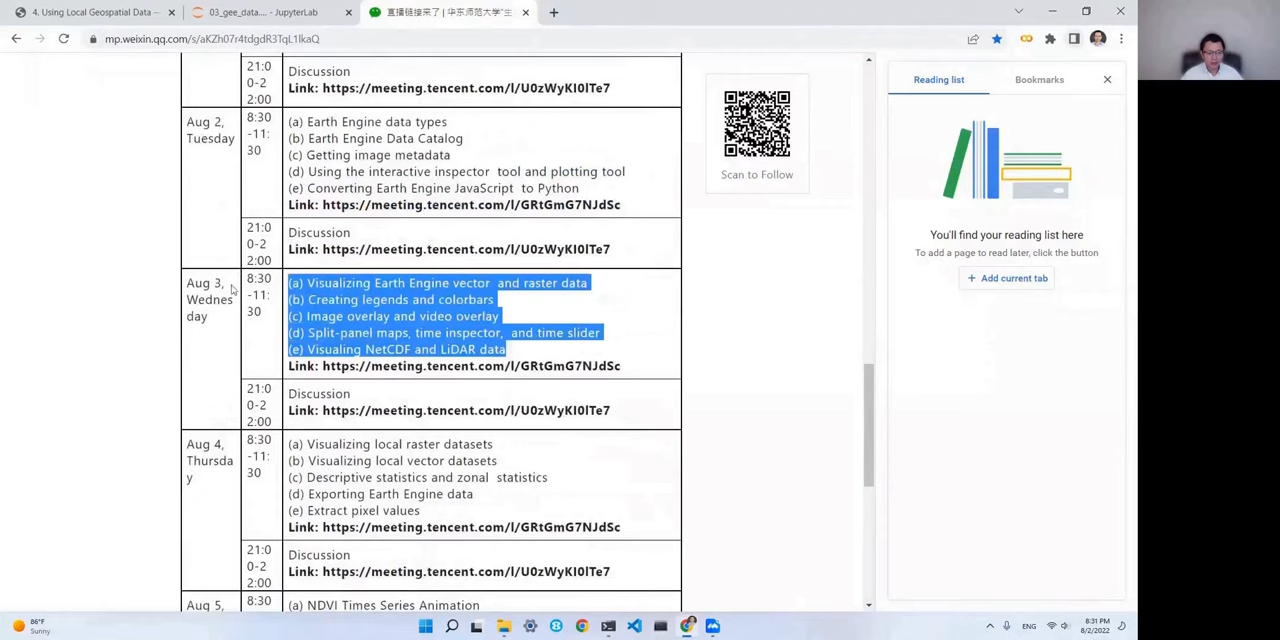 4. Using Local Geospatial Data —
03_gee_data.... - JupyterLab
直播链接来了 | 华东师范大学"生
mp.weixin.qq.com/s/aKZh07r4tdgdR3TqL1lkaQ
21:0
0-2
2:00
Discussion
Link: https://meeting.tencent.com/l/U0zWyKI0lTe7
Aug 2,
Tuesday
8:30
-11:
30
(a) Earth Engine data types
(b) Earth Engine Data Catalog
(c) Getting image metadata
(d) Using the interactive inspector tool and plotting tool
(e) Converting Earth Engine JavaScript to Python
Link: https://meeting.tencent.com/l/GRtGmG7NJdSc
21:0
0-2
2:00
Discussion
Link: https://meeting.tencent.com/l/U0zWyKI0lTe7
Aug 3,
Wednes
day
8:30
-11:
30
(a) Visualizing Earth Engine vector and raster data
(b) Creating legends and colorbars
(c) Image overlay and video overlay
(d) Split-panel maps, time inspector, and time slider
(e) Visualing NetCDF and LiDAR data
Link: https://meeting.tencent.com/l/GRtGmG7NJdSc
21:0
0-2
2:00
Discussion
Link: https://meeting.tencent.com/l/U0zWyKI0lTe7
Aug 4,
Thursda
y
8:30
-11:
30
(a) Visualizing local raster datasets
(b) Visualizing local vector datasets
(c) Descriptive statistics and zonal statistics
(d) Exporting Earth Engine data
(e) Extract pixel values
Link: https://meeting.tencent.com/l/GRtGmG7NJdSc
21:0
0-2
2:00
Discussion
Link: https://meeting.tencent.com/l/U0zWyKI0lTe7
Aug 5,
8:30
(a) NDVI Times Series Animation
Scan to Follow
Reading list
Bookmarks
You'll find your reading list here
To add a page to read later, click the button
+ Add current tab
86°F
Sunny
ENG
8:31 PM
8/2/2022